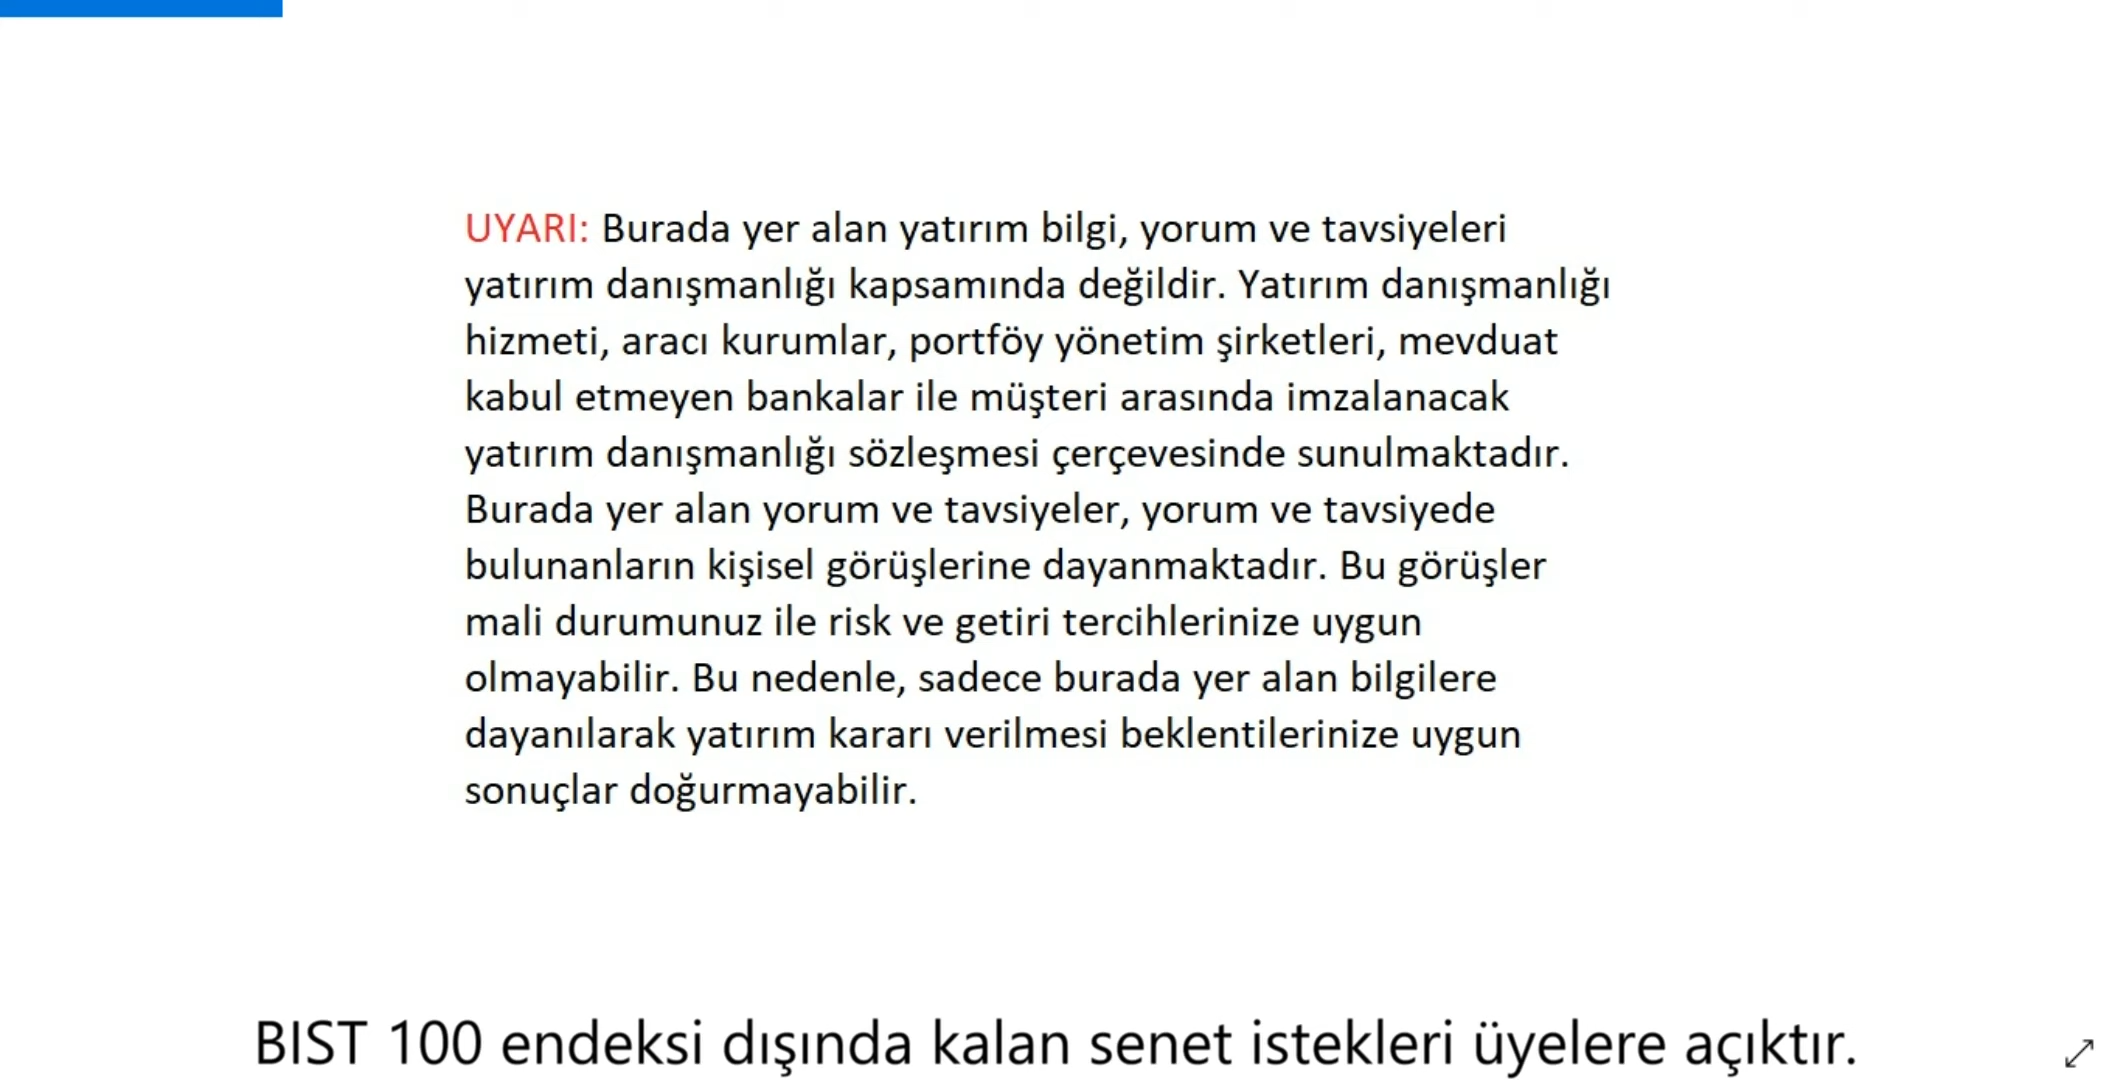 UYARI: Burada yer alan yatırım bilgi, yorum ve tavsiyeleri
yatırım danışmanlığı kapsamında değildir. Yatırım danışmanlığı
hizmeti, aracı kurumlar, portföy yönetim şirketleri, mevduat
kabul etmeyen bankalar ile müşteri arasında imzalanacak
yatırım danışmanlığı sözleşmesi çerçevesinde sunulmaktadır.
Burada yer alan yorum ve tavsiyeler, yorum ve tavsiyede
bulunanların kişisel görüşlerine dayanmaktadır. Bu görüşler
mali durumunuz ile risk ve getiri tercihlerinize uygun
olmayabilir. Bu nedenle, sadece burada yer alan bilgilere
dayanılarak yatırım kararı verilmesi beklentilerinize uygun
sonuçlar doğurmayabilir.
BIST 100 endeksi dışında kalan senet istekleri üyelere açıktır.